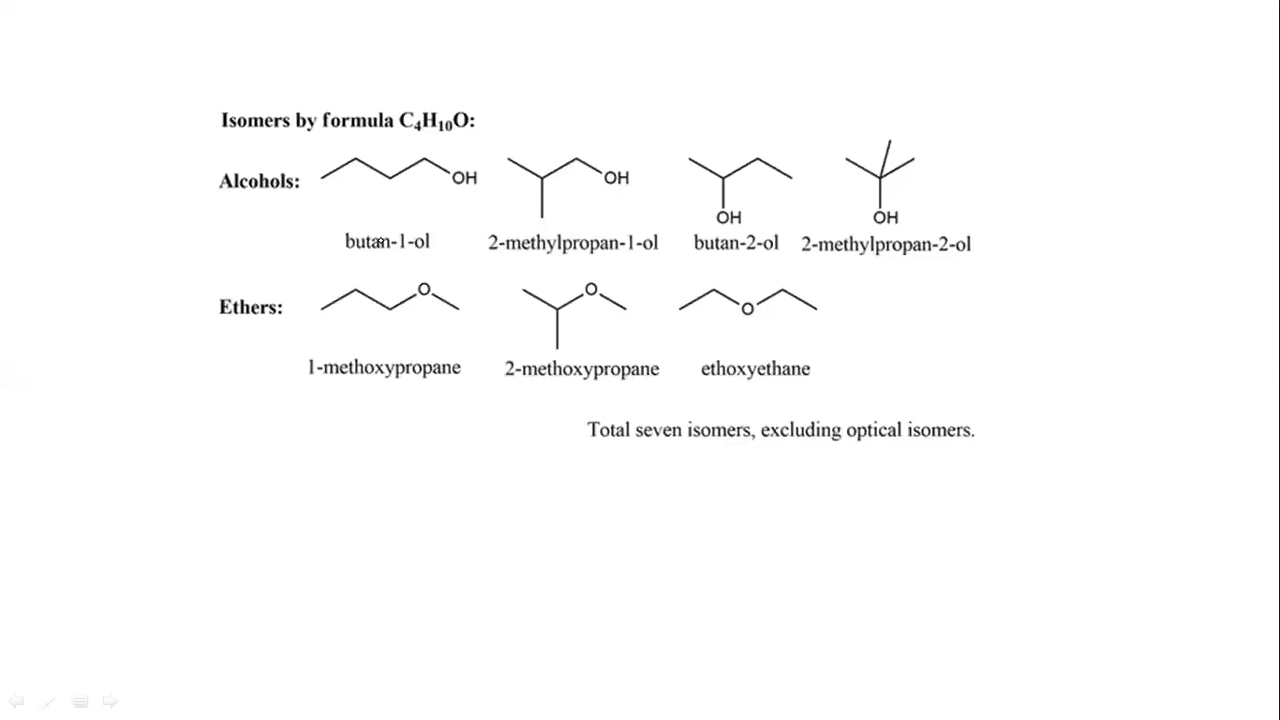 Isomers by formula C₄H₁₀O:
Alcohols: OH OH OH OH
butan-1-ol 2-methylpropan-1-ol butan-2-ol 2-methylpropan-2-ol
Ethers: O O O
1-methoxypropane 2-methoxypropane ethoxyethane
Total seven isomers, excluding optical isomers.